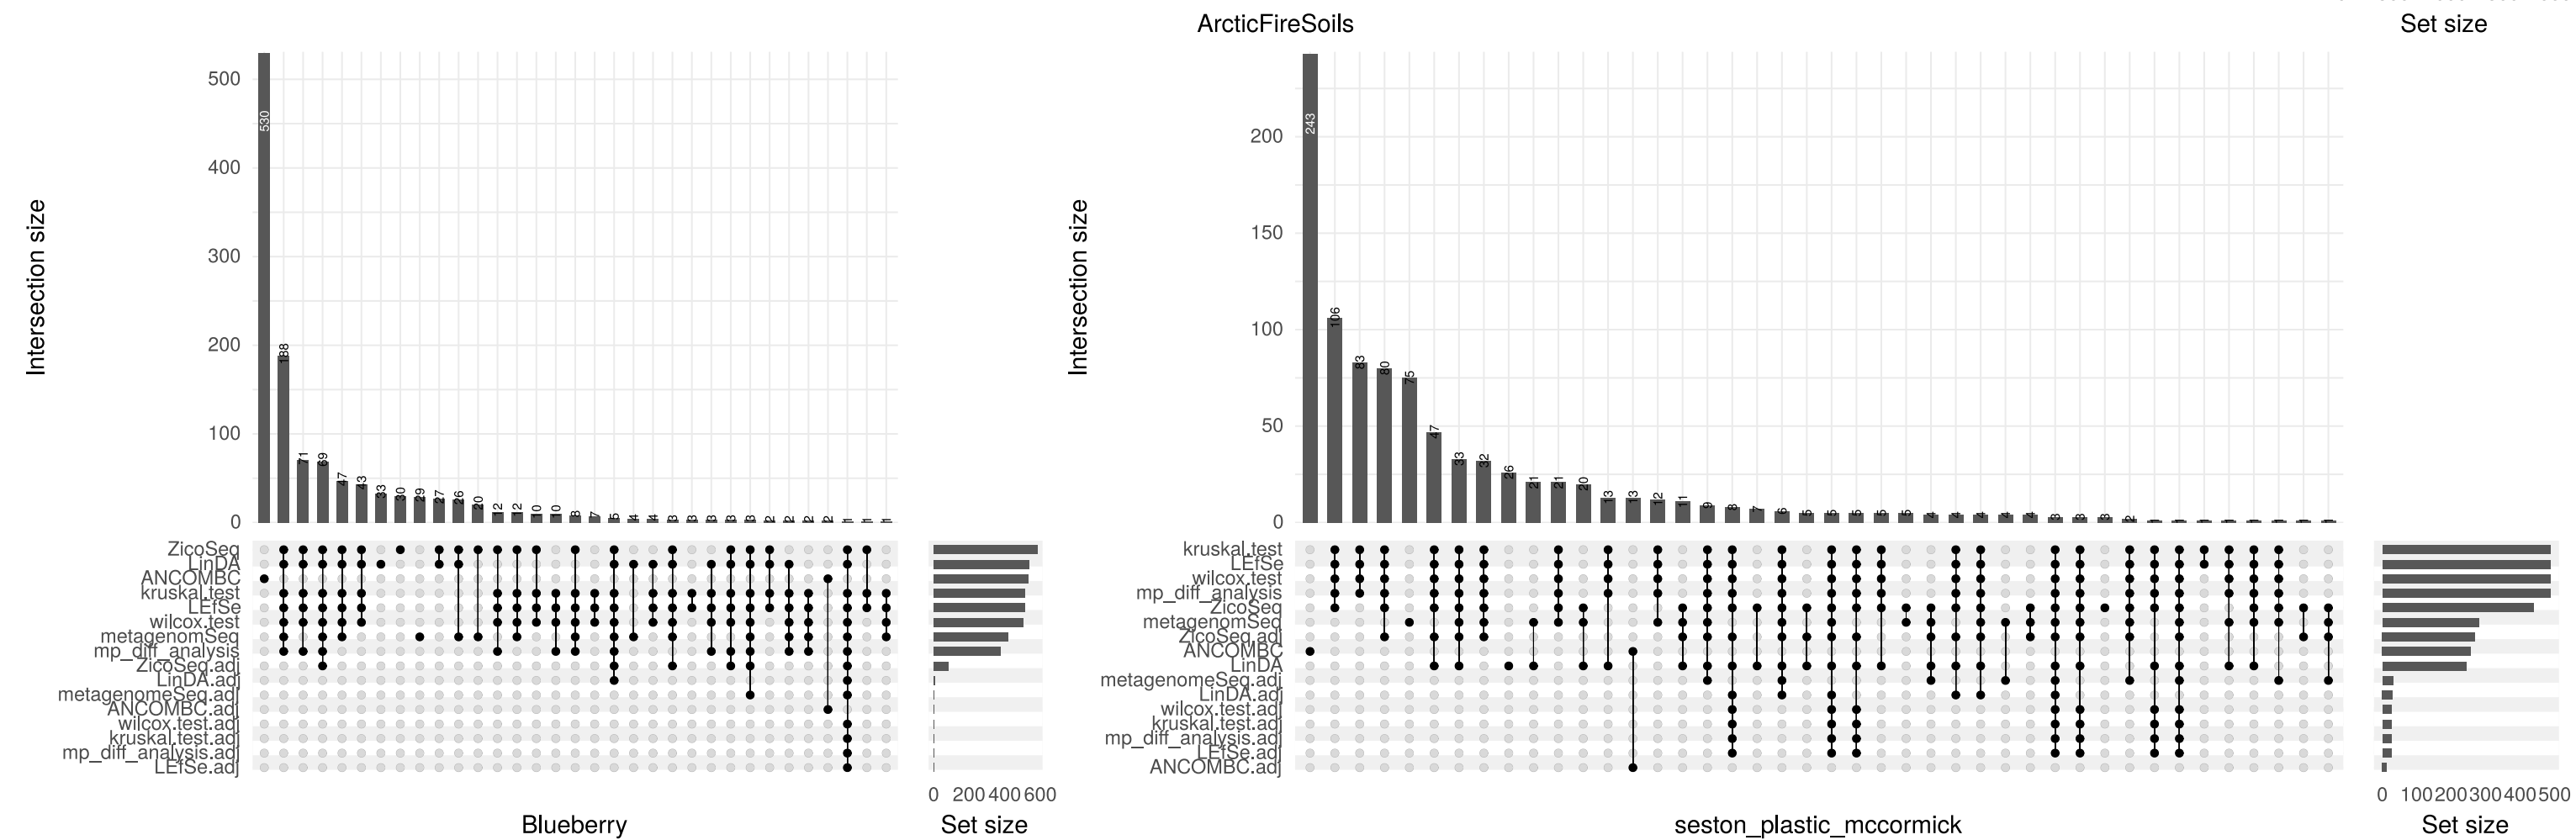 ArcticFireSoils
Set size
Intersection size
500
400
300
200
100
0
530
188
71
69
47
43
33
30
29
27
26
20
12
12
10
10
8
7
5
4
4
3
3
3
3
3
2
2
2
2
1
1
1
ZicoSeq
LinDA
ANCOMBC
kruskal.test
LEfSe
wilcox.test
metagenomSeq
mp_diff_analysis
ZicoSeq.adj
LinDA.adj
metagenomeSeq.adj
ANCOMBC.adj
wilcox.test.adj
kruskal.test.adj
mp_diff_analysis.adj
LEfSe.adj
0 200 400 600
Blueberry
Set size
Intersection size
200
150
100
50
0
243
106
83
80
75
47
33
32
26
21
21
20
13
13
12
11
9
8
7
6
5
5
5
5
5
4
4
4
4
4
3
3
3
2
1
1
1
1
1
1
1
1
kruskal.test
LEfSe
wilcox.test
mp_diff_analysis
ZicoSeq
metagenomSeq
ZicoSeq.adj
ANCOMBC
LinDA
metagenomeSeq.adj
LinDA.adj
wilcox.test.adj
kruskal.test.adj
mp_diff_analysis.adj
LEfSe.adj
ANCOMBC.adj
0 100 200 300 400 500
seston_plastic_mccormick
Set size